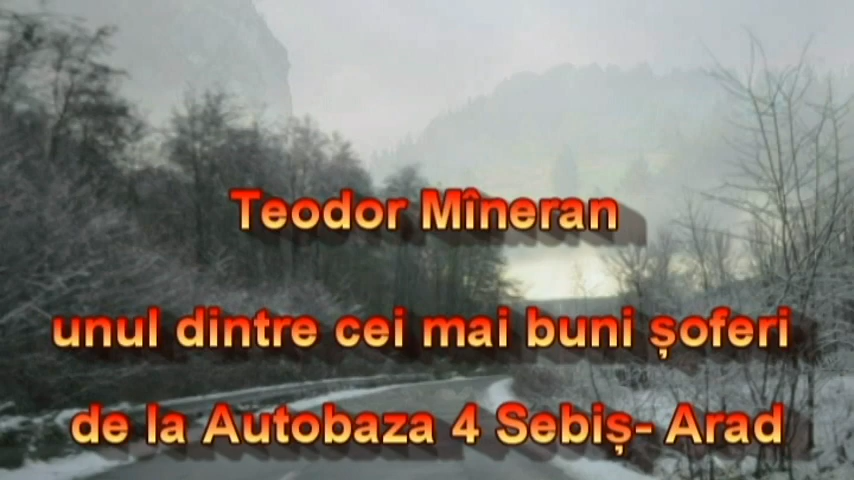 Teodor Mîneran
unul dintre cei mai buni șoferi
de la Autobaza 4 Sebiș- Arad